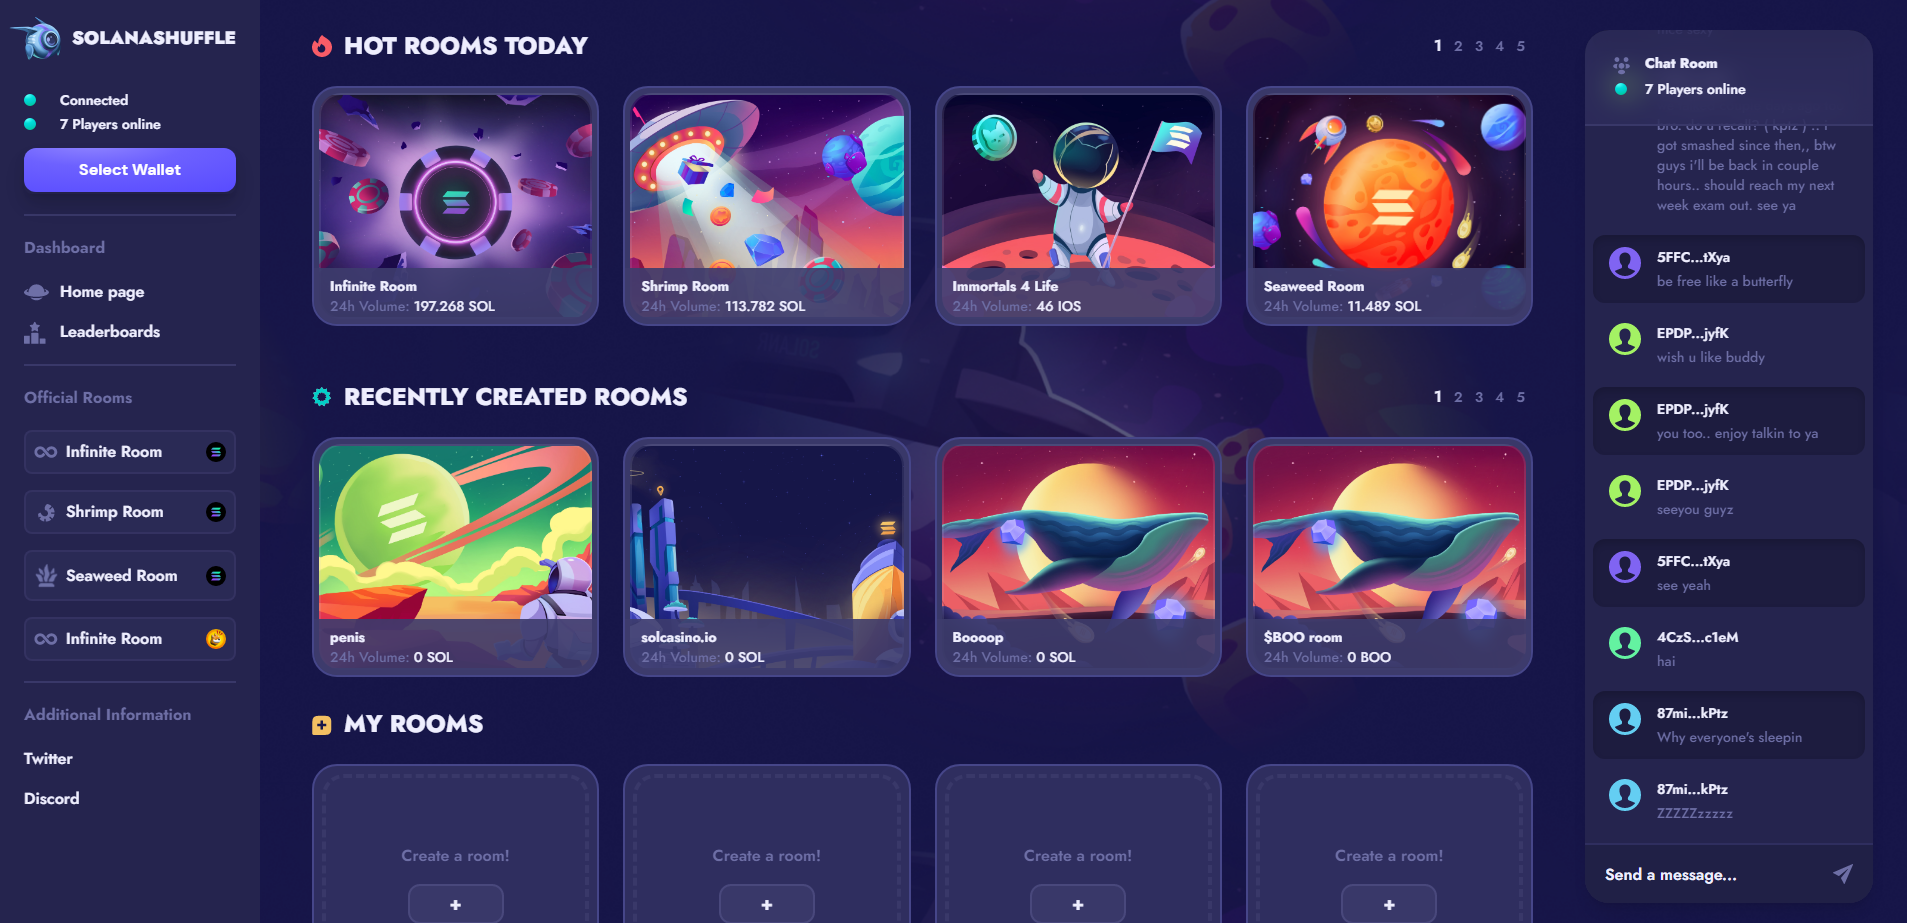 SOLANASHUFFLE
Connected
7 Players online
Select Wallet
Dashboard
Home page
Leaderboards
Official Rooms
Infinite Room
Shrimp Room
Seaweed Room
Infinite Room
Additional Information
Twitter
Discord
HOT ROOMS TODAY
1 2 3 4 5
Infinite Room
24h Volume: 197.268 SOL
Shrimp Room
24h Volume: 113.782 SOL
Immortals 4 Life
24h Volume: 46 IOS
Seaweed Room
24h Volume: 11.489 SOL
RECENTLY CREATED ROOMS
1 2 3 4 5
penis
24h Volume: 0 SOL
solcasino.io
24h Volume: 0 SOL
Boooop
24h Volume: 0 SOL
$BOO room
24h Volume: 0 BOO
MY ROOMS
Create a room!
+
Create a room!
+
Create a room!
+
Create a room!
+
Chat Room
7 Players online
bro. do u recall? ( kptz ) .. i
got smashed since then,, btw
guys i'll be back in couple
hours.. should reach my next
week exam out. see ya
5FFC...tXya
be free like a butterfly
EPDP...jyfK
wish u like buddy
EPDP...jyfK
you too.. enjoy talkin to ya
EPDP...jyfK
seeyou guyz
5FFC...tXya
see yeah
4CzS...c1eM
hai
87mi...kPtz
Why everyone's sleepin
87mi...kPtz
ZZZZZzzzzz
Send a message...